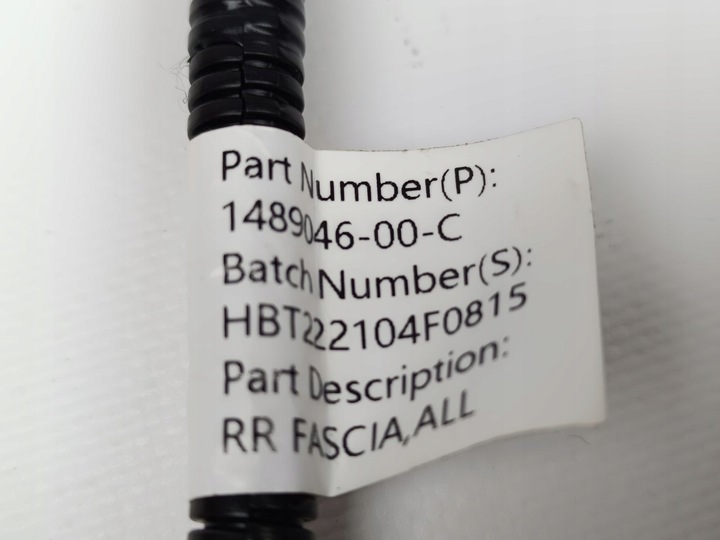 Part Number(P):
1489046-00-C
Batch Number(S):
HBT222104F0815
Part Description:
RR FASCIA,ALL